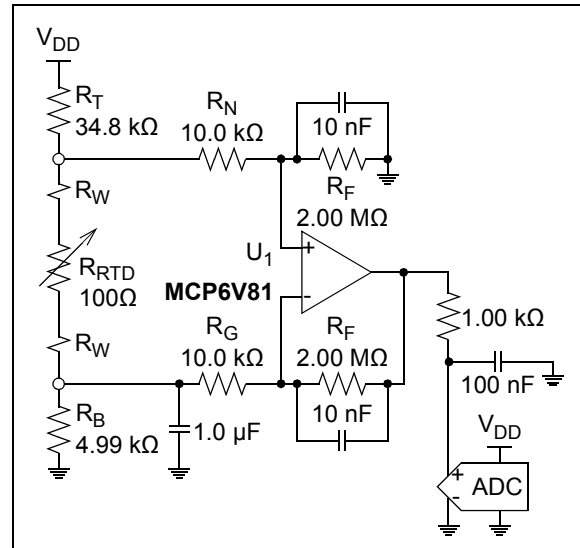 VDD
RT
34.8 kΩ
RN
10.0 kΩ
10 nF
RF
2.00 MΩ
RW
RRTD
100Ω
U1
MCP6V81
+
-
RW
RG
10.0 kΩ
RF
2.00 MΩ
10 nF
1.00 kΩ
100 nF
RB
4.99 kΩ
1.0 µF
VDD
+
-
ADC